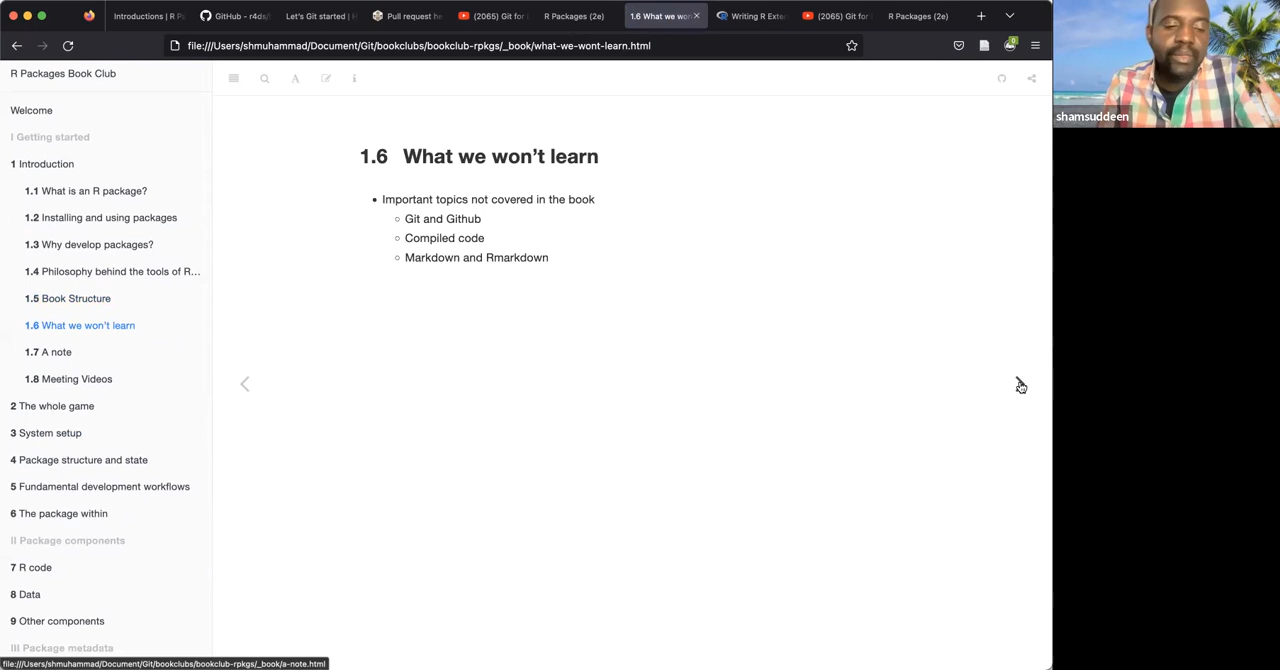 Introductions | R Pa
GitHub - r4ds/
Let's Git started | H
Pull request he
(2065) Git for
R Packages (2e)
1.6 What we won'
Writing R Exte
(2065) Git for
R Packages (2e)
file:///Users/shmuhammad/Document/Git/bookclubs/bookclub-rpkgs/_book/what-we-wont-learn.html
0
shamsuddeen
R Packages Book Club
Welcome
I Getting started
1 Introduction
1.1 What is an R package?
1.2 Installing and using packages
1.3 Why develop packages?
1.4 Philosophy behind the tools of R...
1.5 Book Structure
1.6 What we won't learn
1.7 A note
1.8 Meeting Videos
2 The whole game
3 System setup
4 Package structure and state
5 Fundamental development workflows
6 The package within
II Package components
7 R code
8 Data
9 Other components
III Package metadata
A
i
1.6 What we won't learn
• Important topics not covered in the book
◦ Git and Github
◦ Compiled code
◦ Markdown and Rmarkdown
file:///Users/shmuhammad/Document/Git/bookclubs/bookclub-rpkgs/_book/a-note.html